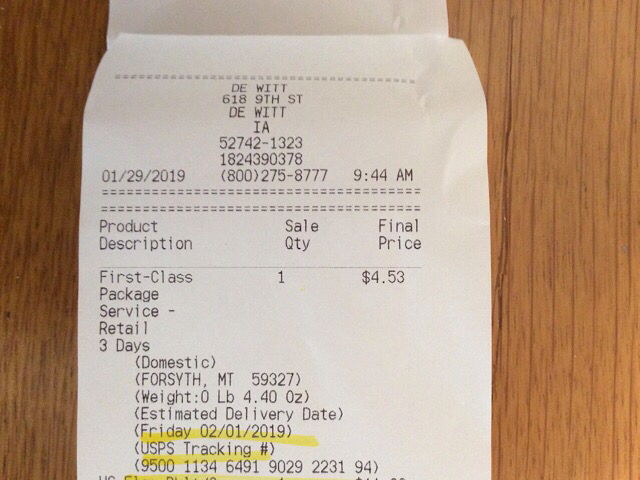 DE WITT
618 9TH ST
DE WITT
IA
52742-1323
1824390378
01/29/2019 (800)275-8777 9:44 AM
Product Sale Final
Description Qty Price
First-Class 1 $4.53
Package
Service -
Retail
3 Days
(Domestic)
(FORSYTH, MT 59327)
(Weight:0 Lb 4.40 Oz)
(Estimated Delivery Date)
(Friday 02/01/2019)
(USPS Tracking #)
(9500 1134 6491 9029 2231 94)